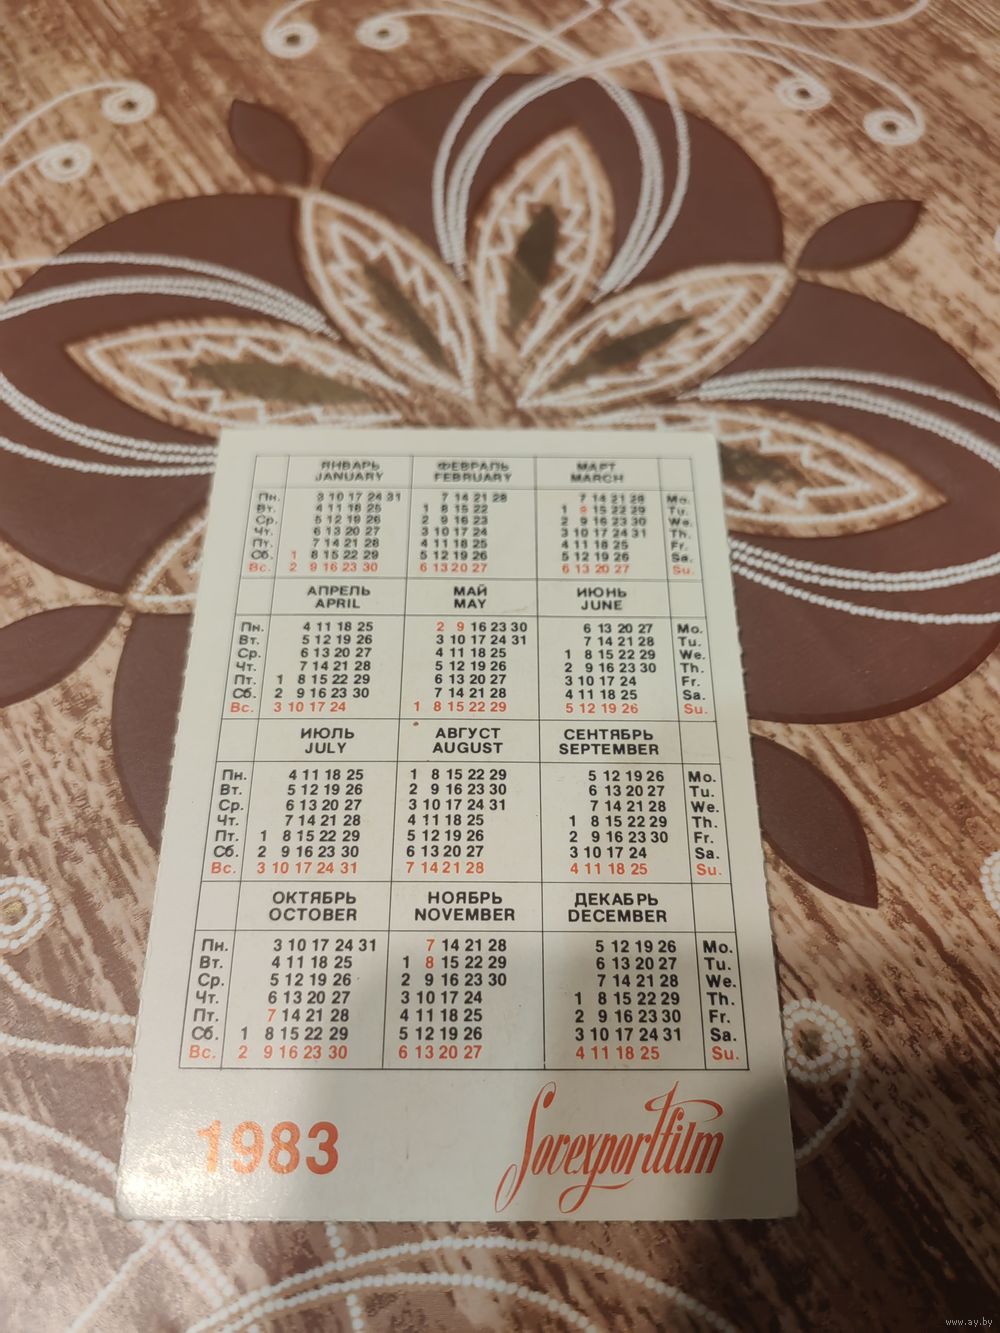 ЯНВАРЬ ФЕВРАЛЬ МАРТ
JANUARY FEBRUARY MARCH
Пн. 3 10 17 24 31 7 14 21 28 7 14 21 28 Mo.
Вт. 4 11 18 25 1 8 15 22 1 8 15 22 29 Tu.
Ср. 5 12 19 26 2 9 16 23 2 9 16 23 30 We.
Чт. 6 13 20 27 3 10 17 24 3 10 17 24 31 Th.
Пт. 7 14 21 28 4 11 18 25 4 11 18 25 Fr.
Сб. 1 8 15 22 29 5 12 19 26 5 12 19 26 Sa.
Вс. 2 9 16 23 30 6 13 20 27 6 13 20 27 Su.
АПРЕЛЬ МАЙ ИЮНЬ
APRIL MAY JUNE
Пн. 4 11 18 25 2 9 16 23 30 6 13 20 27 Mo.
Вт. 5 12 19 26 3 10 17 24 31 7 14 21 28 Tu.
Ср. 6 13 20 27 4 11 18 25 1 8 15 22 29 We.
Чт. 7 14 21 28 5 12 19 26 2 9 16 23 30 Th.
Пт. 1 8 15 22 29 6 13 20 27 3 10 17 24 Fr.
Сб. 2 9 16 23 30 7 14 21 28 4 11 18 25 Sa.
Вс. 3 10 17 24 1 8 15 22 29 5 12 19 26 Su.
ИЮЛЬ АВГУСТ СЕНТЯБРЬ
JULY AUGUST SEPTEMBER
Пн. 4 11 18 25 1 8 15 22 29 5 12 19 26 Mo.
Вт. 5 12 19 26 2 9 16 23 30 6 13 20 27 Tu.
Ср. 6 13 20 27 3 10 17 24 31 7 14 21 28 We.
Чт. 7 14 21 28 4 11 18 25 1 8 15 22 29 Th.
Пт. 1 8 15 22 29 5 12 19 26 2 9 16 23 30 Fr.
Сб. 2 9 16 23 30 6 13 20 27 3 10 17 24 Sa.
Вс. 3 10 17 24 31 7 14 21 28 4 11 18 25 Su.
ОКТЯБРЬ НОЯБРЬ ДЕКАБРЬ
OCTOBER NOVEMBER DECEMBER
Пн. 3 10 17 24 31 7 14 21 28 5 12 19 26 Mo.
Вт. 4 11 18 25 1 8 15 22 29 6 13 20 27 Tu.
Ср. 5 12 19 26 2 9 16 23 30 7 14 21 28 We.
Чт. 6 13 20 27 3 10 17 24 1 8 15 22 29 Th.
Пт. 7 14 21 28 4 11 18 25 2 9 16 23 30 Fr.
Сб. 1 8 15 22 29 5 12 19 26 3 10 17 24 31 Sa.
Вс. 2 9 16 23 30 6 13 20 27 4 11 18 25 Su.
1983 Sovexportfilm
www.ay.by